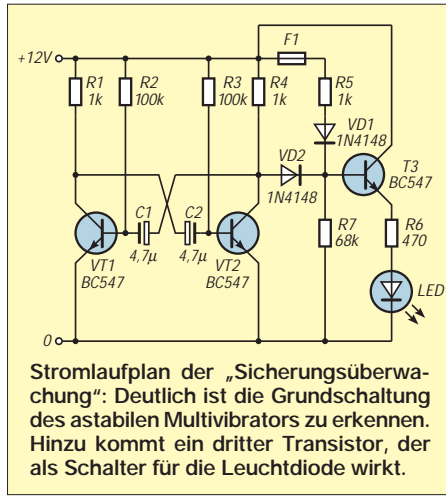 F1
+12V
R1 R2 R3 R4 R5
1k 100k 100k 1k 1k
VD1
1N4148
VD2
1N4148
T3
BC547
C1 C2
4,7µ 4,7µ
R7
68k
R6
470
VT1
BC547
VT2
BC547
LED
0
Stromlaufplan der „Sicherungsüberwa-
chung“: Deutlich ist die Grundschaltung
des astabilen Multivibrators zu erkennen.
Hinzu kommt ein dritter Transistor, der
als Schalter für die Leuchtdiode wirkt.